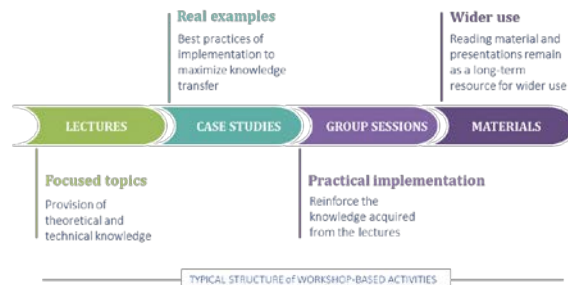 Real examples
Best practices of
implementation to
maximize knowledge
transfer
Wider use
Reading material and
presentations remain
as a long-term
resource for wider use
LECTURES
CASE STUDIES
GROUP SESSIONS
MATERIALS
Focused topics
Provision of
theoretical and
technical knowledge
Practical implementation
Reinforce the
knowledge acquired
from the lectures
TYPICAL STRUCTURE of WORKSHOP-BASED ACTIVITIES